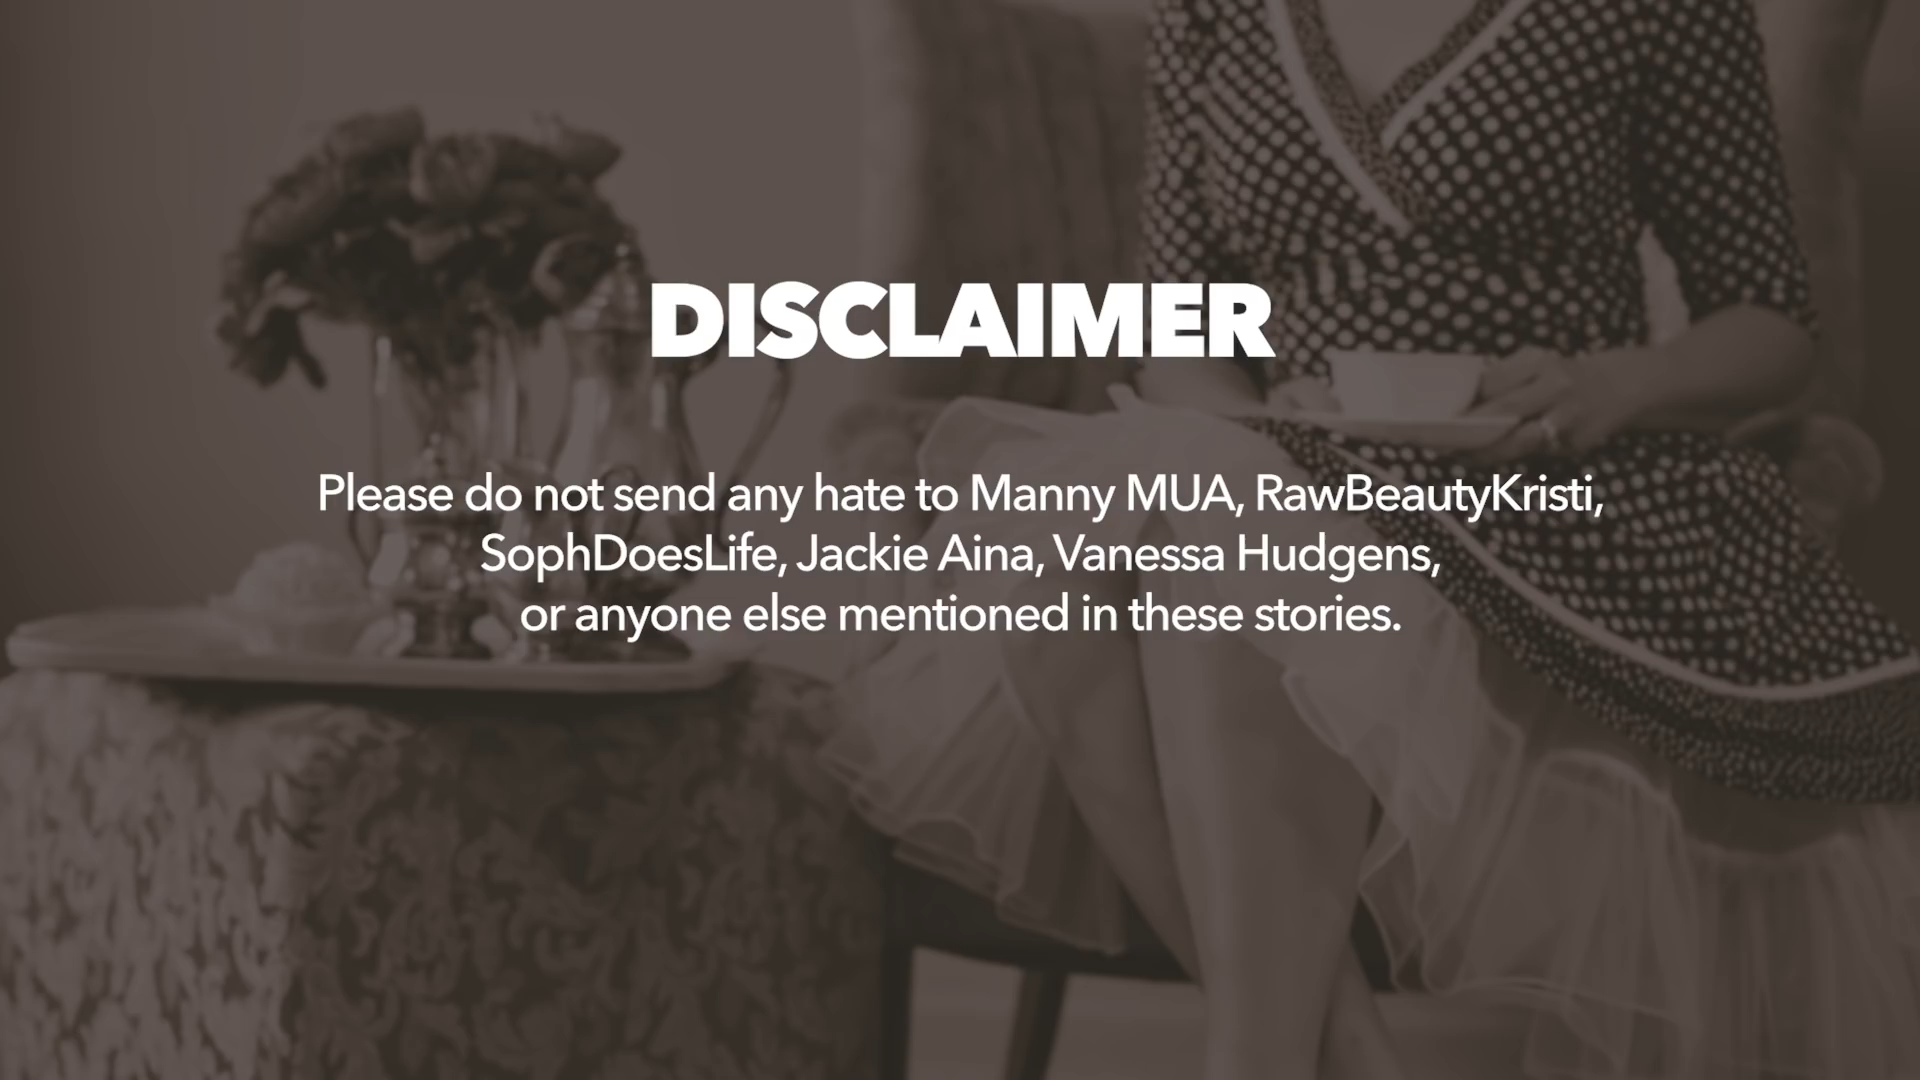 DISCLAIMER
Please do not send any hate to Manny MUA, RawBeautyKristi,
SophDoesLife, Jackie Aina, Vanessa Hudgens,
or anyone else mentioned in these stories.